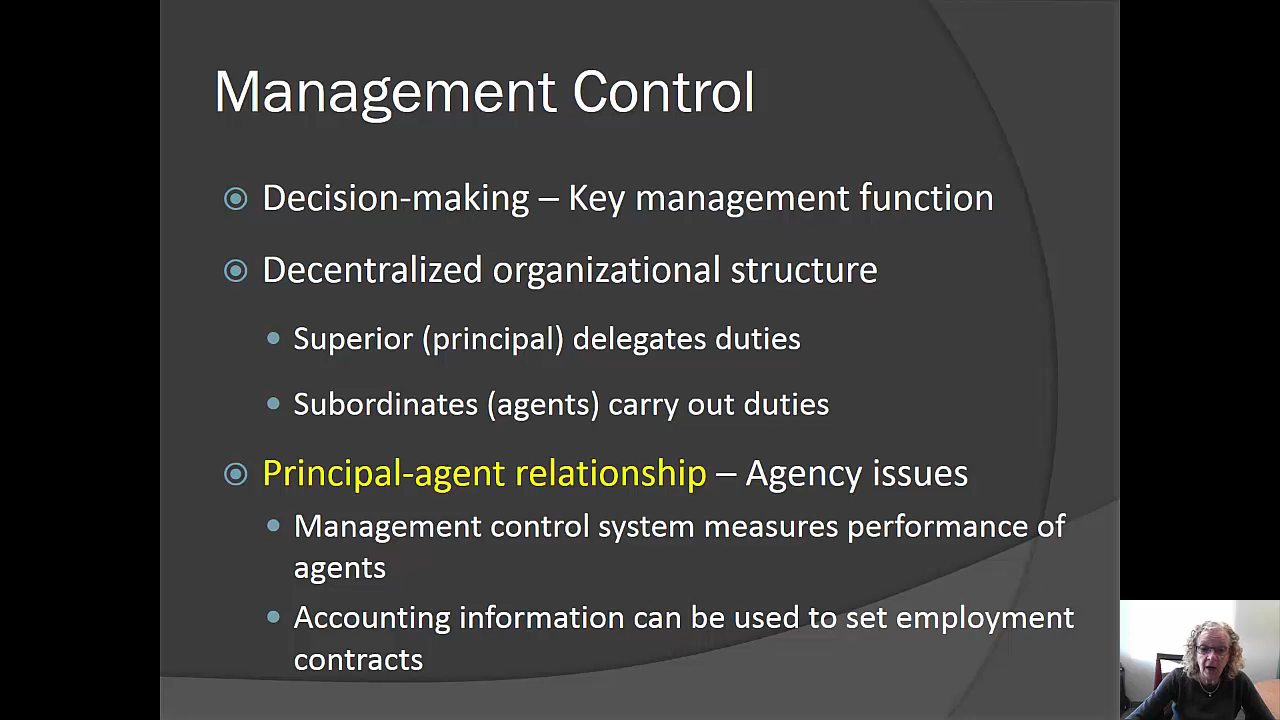 Management Control
Decision-making – Key management function
Decentralized organizational structure
Superior (principal) delegates duties
Subordinates (agents) carry out duties
Principal-agent relationship – Agency issues
Management control system measures performance of
agents
Accounting information can be used to set employment
contracts